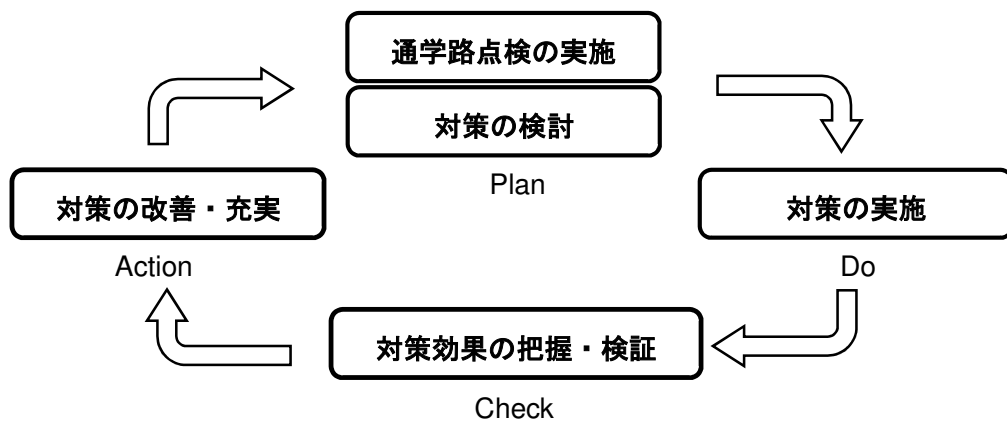 通学路点検の実施
対策の検討
Plan
対策の改善・充実
対策の実施
Action
Do
対策効果の把握・検証
Check